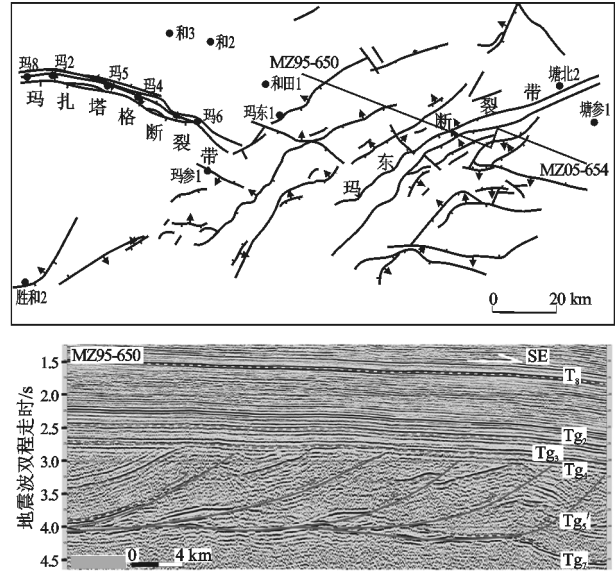 和3
和2
MZ95-650
塘北2
玛8
玛2
玛5
玛4
和田1
玛6
玛东1
塘参1
玛扎塔格断裂带
玛东断裂带
玛参1
MZ05-654
胜和2
0 20 km
MZ95-650
SE
1.5
T₈
2.0
2.5
Tg₂
Tg₃
3.0
Tg₄
3.5
4.0
Tg₅′
4.5
Tg₇
0 4 km
地震波双程走时/s